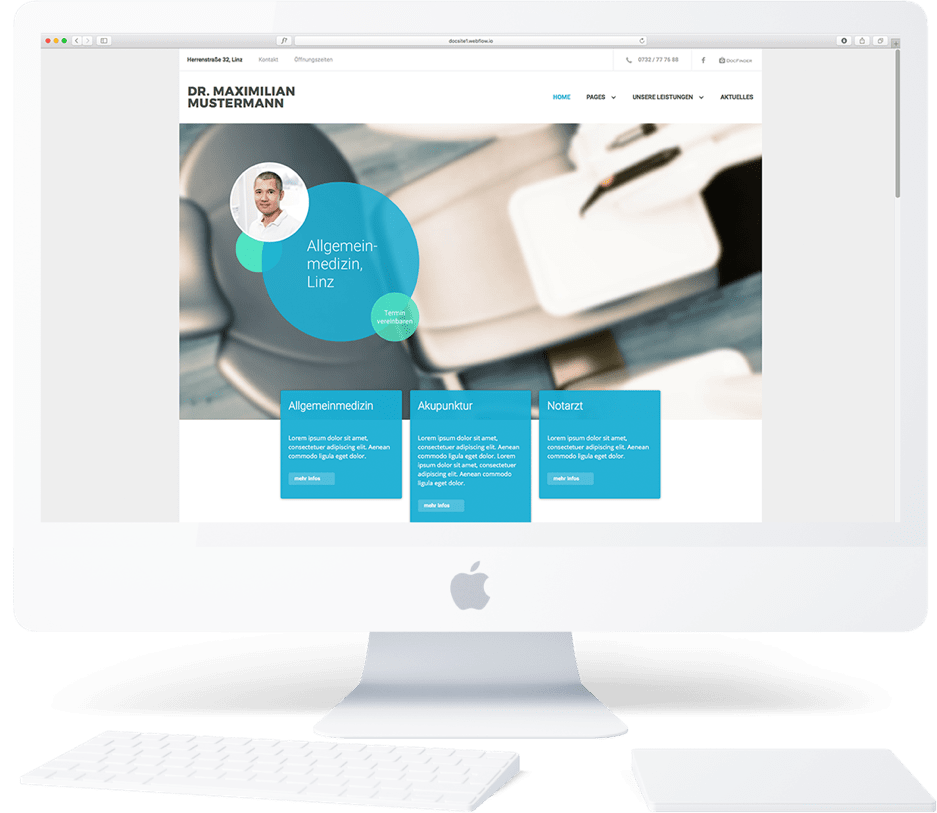 docsite1.webflow.io
Herrenstraße 32, Linz Kontakt Öffnungszeiten 0732 / 77 76 88 DocFinder
DR. MAXIMILIAN
MUSTERMANN
HOME PAGES UNSERE LEISTUNGEN AKTUELLES
Allgemein-
medizin,
Linz
Termin
vereinbaren
Allgemeinmedizin
Lorem ipsum dolor sit amet,
consectetuer adipiscing elit. Aenean
commodo ligula eget dolor.
mehr Infos
Akupunktur
Lorem ipsum dolor sit amet,
consectetuer adipiscing elit. Aenean
commodo ligula eget dolor. Lorem
ipsum dolor sit amet, consectetuer
adipiscing elit. Aenean commodo
ligula eget dolor.
mehr Infos
Notarzt
Lorem ipsum dolor sit amet,
consectetuer adipiscing elit. Aenean
commodo ligula eget dolor.
mehr Infos